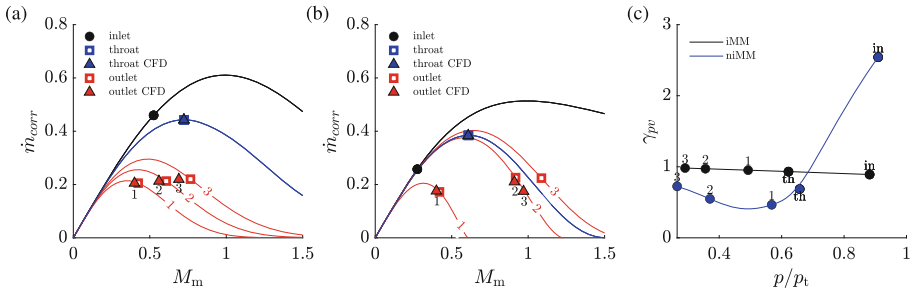 (a)
0.8
0.6
0.4
0.2
0
ṁcorr
inlet
throat
throat CFD
outlet
outlet CFD
1
2
3
3
2
1
0
0.5
1
1.5
Mm
(b)
0.8
0.6
0.4
0.2
0
ṁcorr
inlet
throat
throat CFD
outlet
outlet CFD
1
2
3
3
2
1
0
0.5
1
1.5
Mm
(c)
3
2
1
0
γpv
iMM
niMM
in
3
2
1
th
in
3
2
1
th
0.4
0.6
0.8
1
p/pt